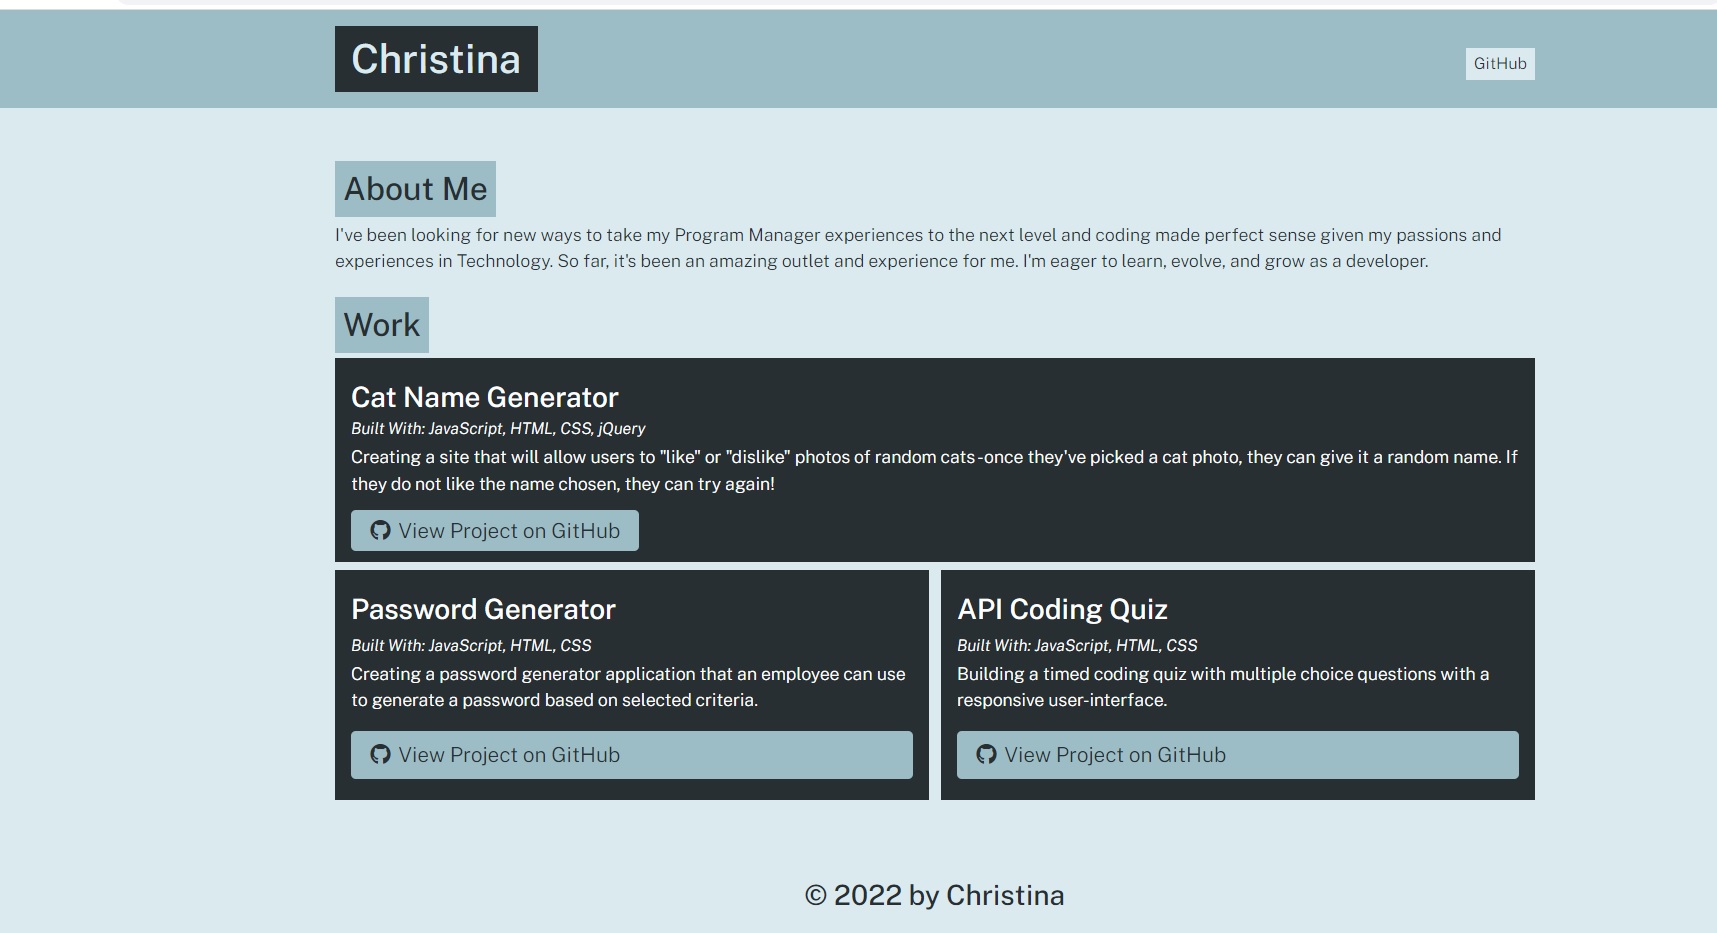 Christina
GitHub
About Me
I've been looking for new ways to take my Program Manager experiences to the next level and coding made perfect sense given my passions and
experiences in Technology. So far, it's been an amazing outlet and experience for me. I'm eager to learn, evolve, and grow as a developer.
Work
Cat Name Generator
Built With: JavaScript, HTML, CSS, jQuery
Creating a site that will allow users to "like" or "dislike" photos of random cats-once they've picked a cat photo, they can give it a random name. If
they do not like the name chosen, they can try again!
View Project on GitHub
Password Generator
Built With: JavaScript, HTML, CSS
Creating a password generator application that an employee can use
to generate a password based on selected criteria.
View Project on GitHub
API Coding Quiz
Built With: JavaScript, HTML, CSS
Building a timed coding quiz with multiple choice questions with a
responsive user-interface.
View Project on GitHub
© 2022 by Christina